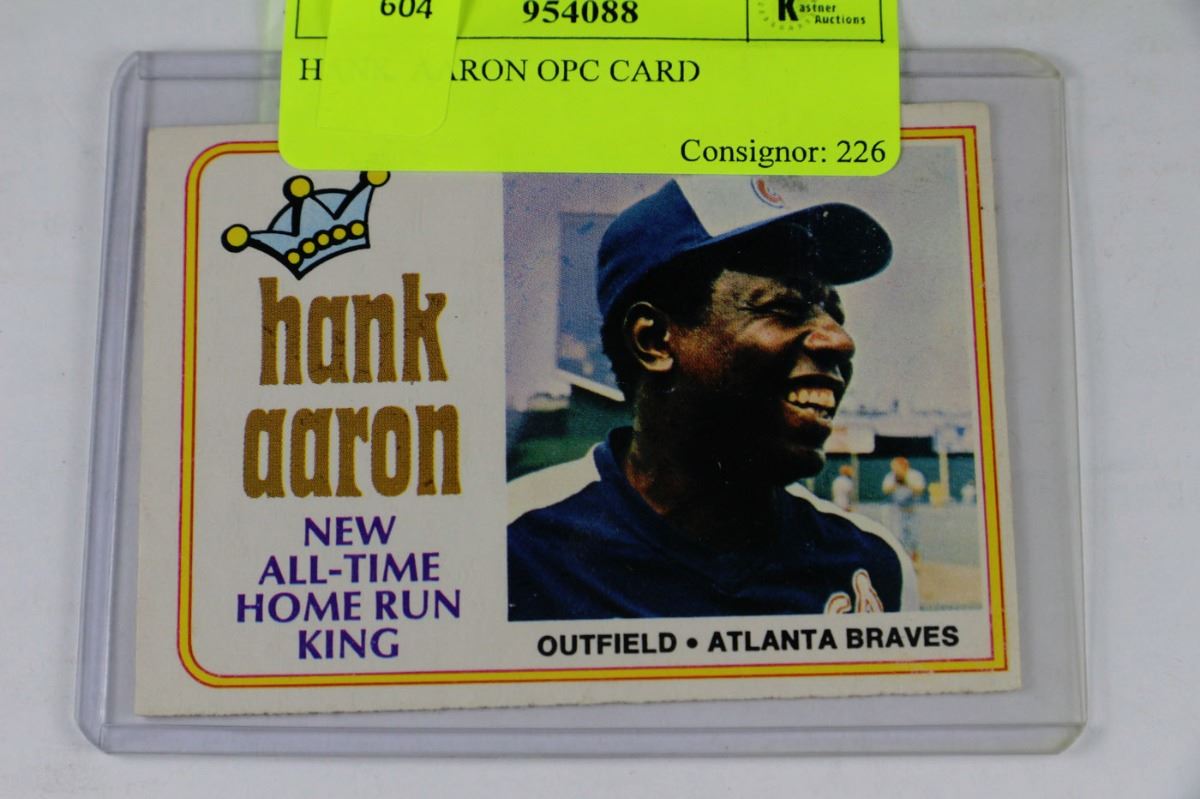 604
954088
Kastner
Auctions
HANK AARON OPC CARD
Consignor: 226
hank
aaron
NEW
ALL-TIME
HOME RUN
KING
OUTFIELD • ATLANTA BRAVES